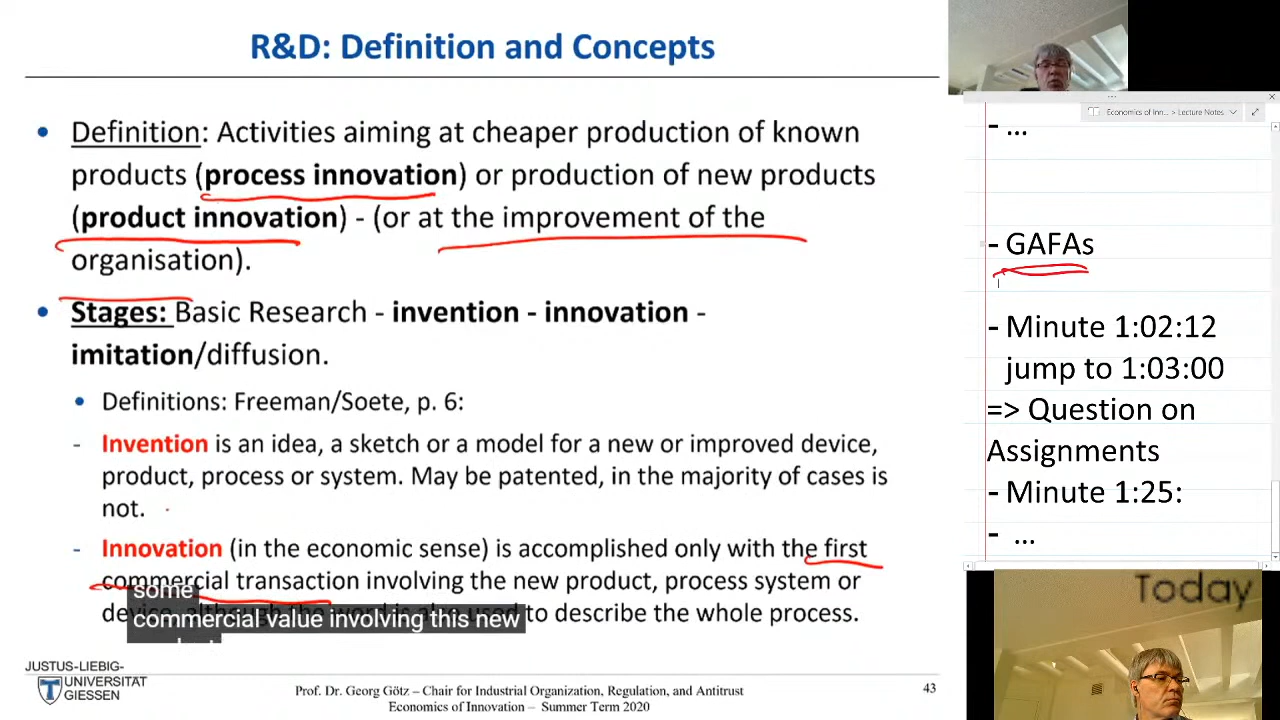 R&D: Definition and Concepts
• Definition: Activities aiming at cheaper production of known
products (process innovation) or production of new products
(product innovation) - (or at the improvement of the
organisation).
• Stages: Basic Research - invention - innovation -
imitation/diffusion.
• Definitions: Freeman/Soete, p. 6:
- Invention is an idea, a sketch or a model for a new or improved device,
product, process or system. May be patented, in the majority of cases is
not.
- Innovation (in the economic sense) is accomplished only with the first
commercial transaction involving the new product, process system or
device, although the word is also used to describe the whole process.
some
commercial value involving this new
JUSTUS-LIEBIG-
UNIVERSITAT
GIESSEN
Prof. Dr. Georg Götz – Chair for Industrial Organization, Regulation, and Antitrust
Economics of Innovation – Summer Term 2020
43
Economics of Inn... > Lecture Notes
- ...
- GAFAs
- Minute 1:02:12
jump to 1:03:00
=> Question on
Assignments
- Minute 1:25:
- ...
Today